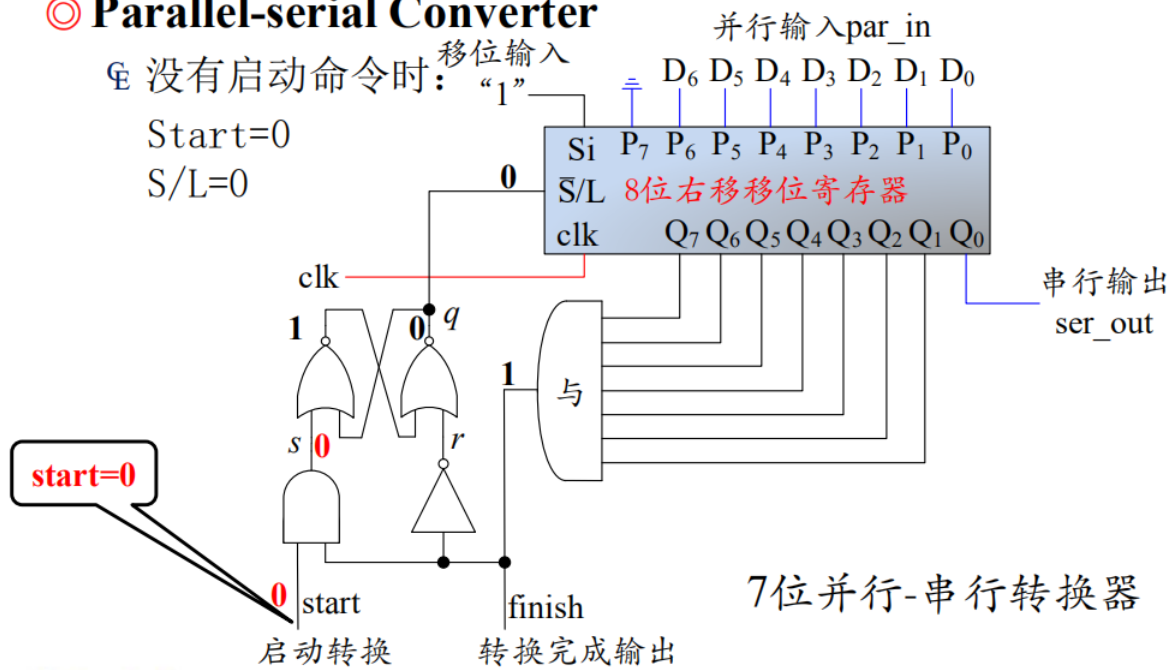 ◎ Parallel-serial Converter
没有启动命令时：
Start=0
S/L=0
移位输入
“1”
并行输入par_in
D6 D5 D4 D3 D2 D1 D0
Si P7 P6 P5 P4 P3 P2 P1 P0
0
S̅/L 8位右移移位寄存器
clk Q7 Q6 Q5 Q4 Q3 Q2 Q1 Q0
clk
串行输出
ser_out
1
0 q
1
与
s 0
r
start=0
0 start
启动转换
finish
转换完成输出
7位并行-串行转换器